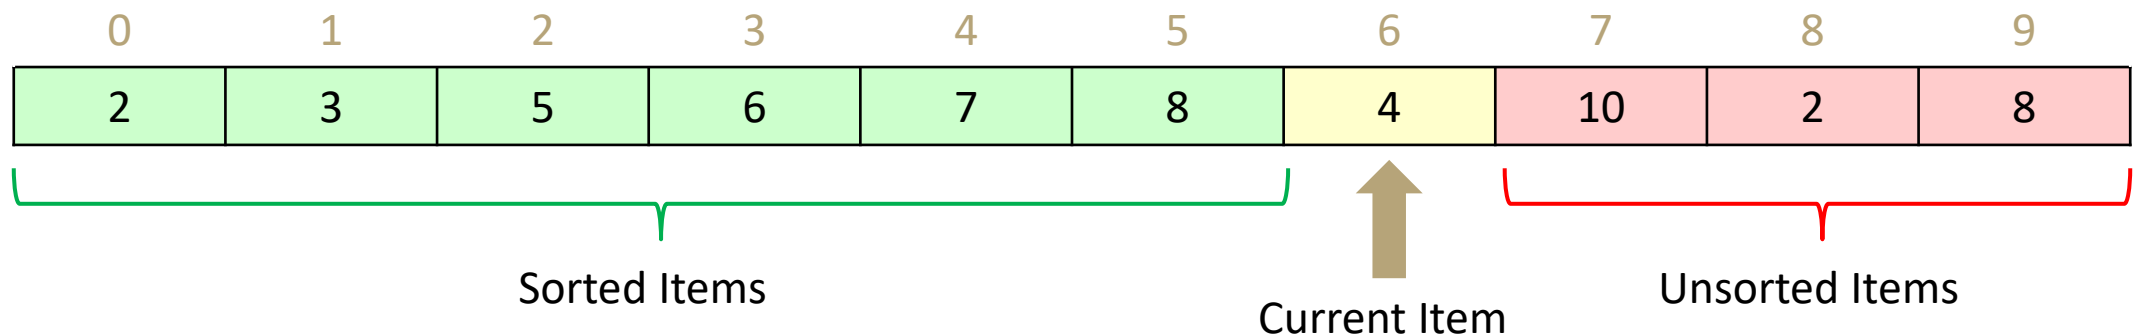 0 1 2 3 4 5 6 7 8 9
2 3 5 6 7 8 4 10 2 8
Sorted Items
Current Item
Unsorted Items